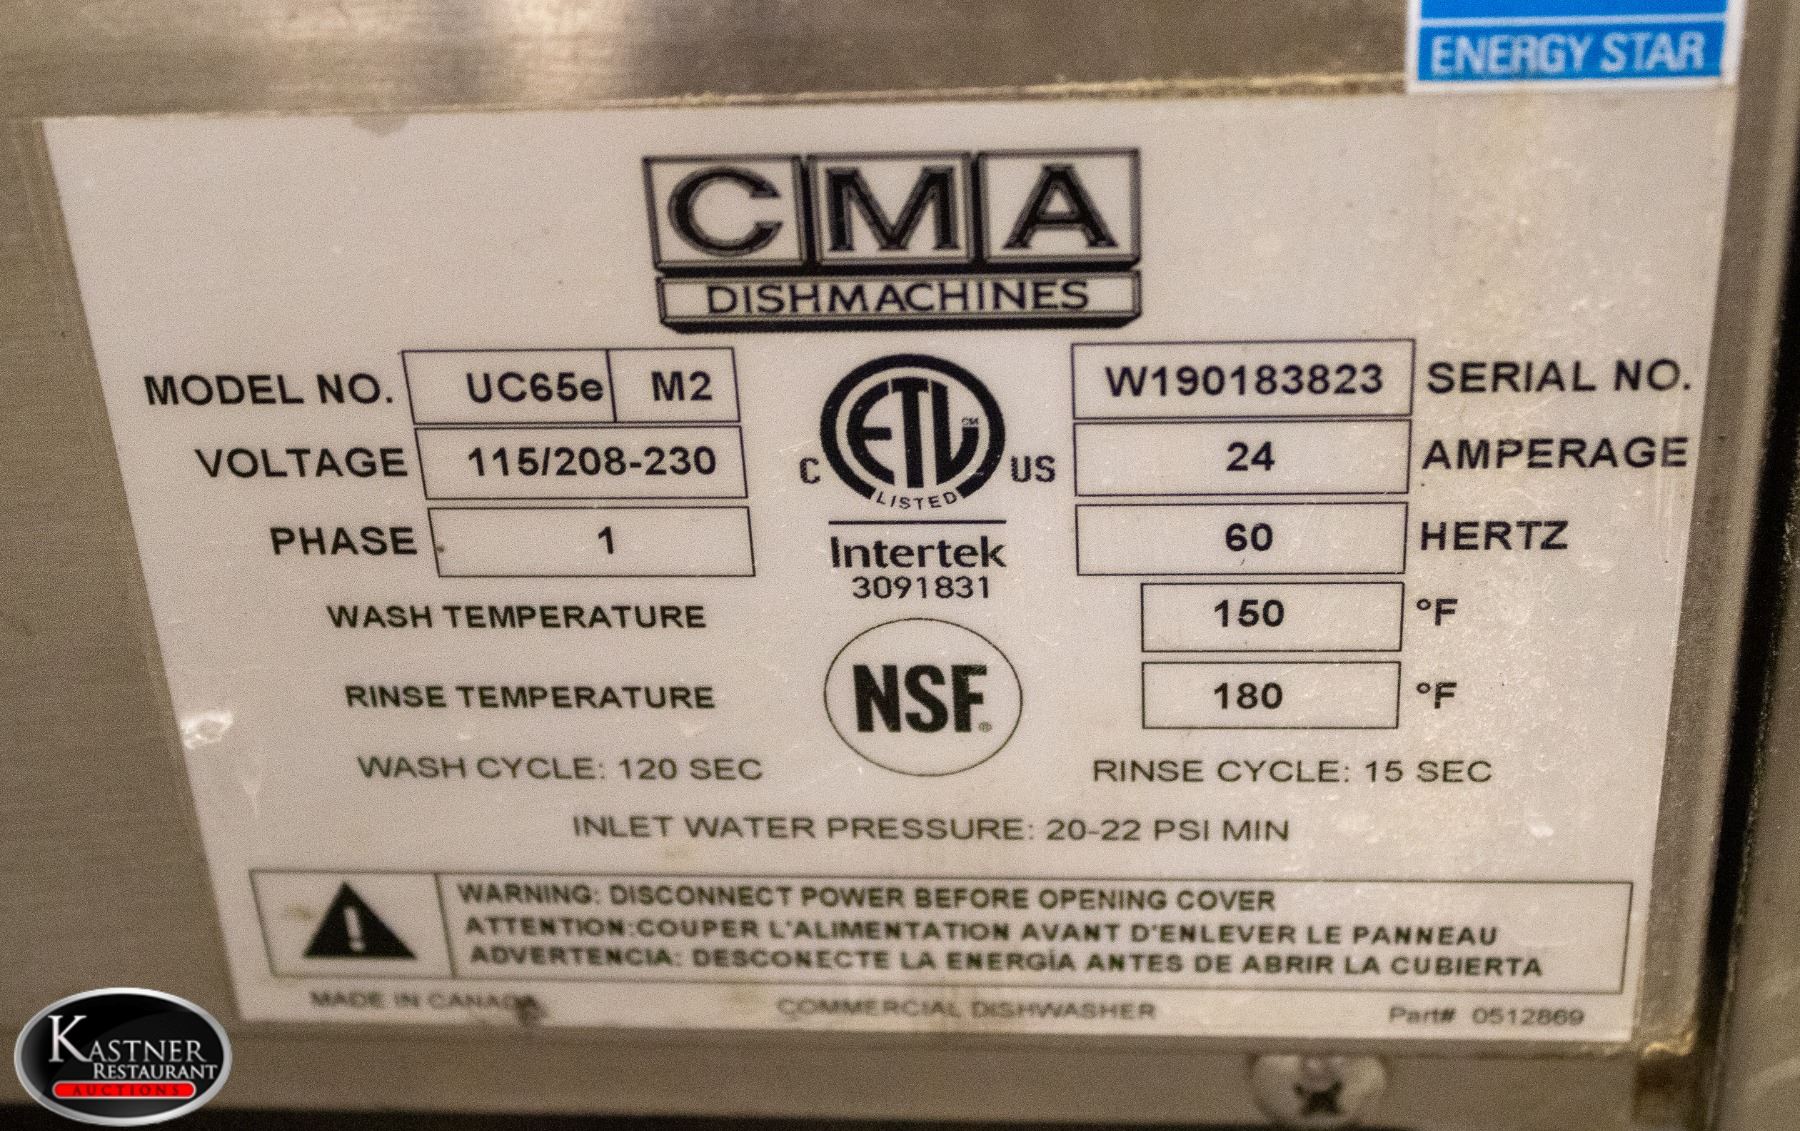 ENERGY STAR
CMA
DISHMACHINES
MODEL NO. UC65e M2
W190183823 SERIAL NO.
VOLTAGE 115/208-230
24 AMPERAGE
PHASE 1
60 HERTZ
C ETL CM US
LISTED
Intertek
3091831
WASH TEMPERATURE 150 °F
RINSE TEMPERATURE 180 °F
NSF®
WASH CYCLE: 120 SEC
RINSE CYCLE: 15 SEC
INLET WATER PRESSURE: 20-22 PSI MIN
WARNING: DISCONNECT POWER BEFORE OPENING COVER
ATTENTION:COUPER L'ALIMENTATION AVANT D'ENLEVER LE PANNEAU
ADVERTENCIA: DESCONECTE LA ENERGÍA ANTES DE ABRIR LA CUBIERTA
MADE IN CANADA
COMMERCIAL DISHWASHER
Part# 0512869
KASTNER
RESTAURANT
AUCTIONS